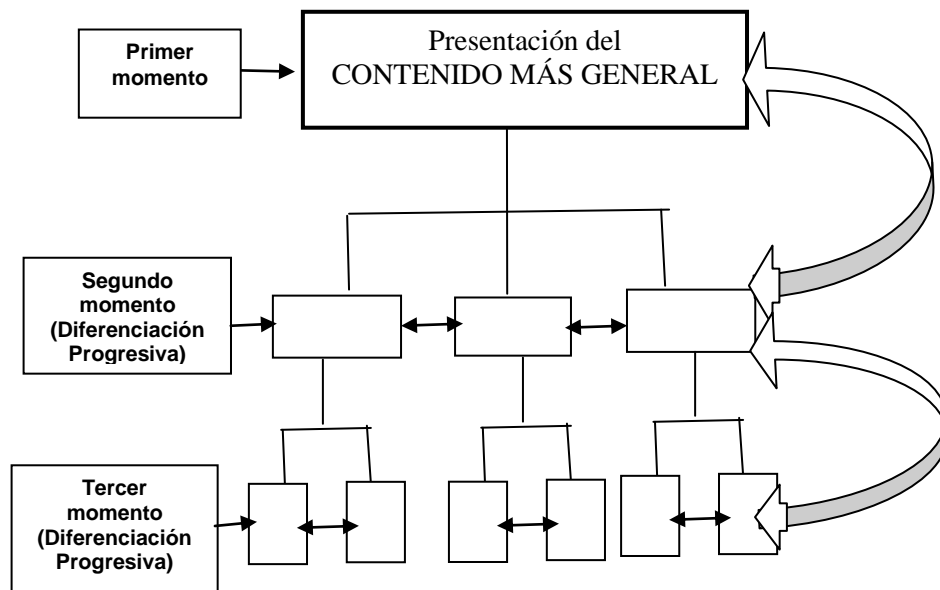 Primer
momento
Presentación del
CONTENIDO MÁS GENERAL
Segundo
momento
(Diferenciación
Progresiva)
Tercer
momento
(Diferenciación
Progresiva)